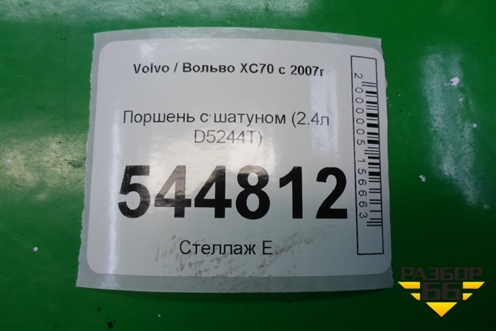 Volvo / Вольво XC70 с 2007г
Поршень с шатуном (2.4л
D5244T)
544812
Стеллаж Е
2000005156663
РАЗБОР
66